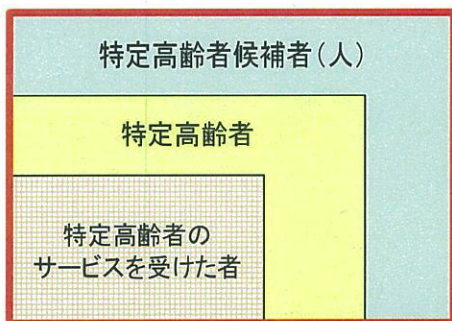 特定高齢者候補者(人)
特定高齢者
特定高齢者の
サービスを受けた者